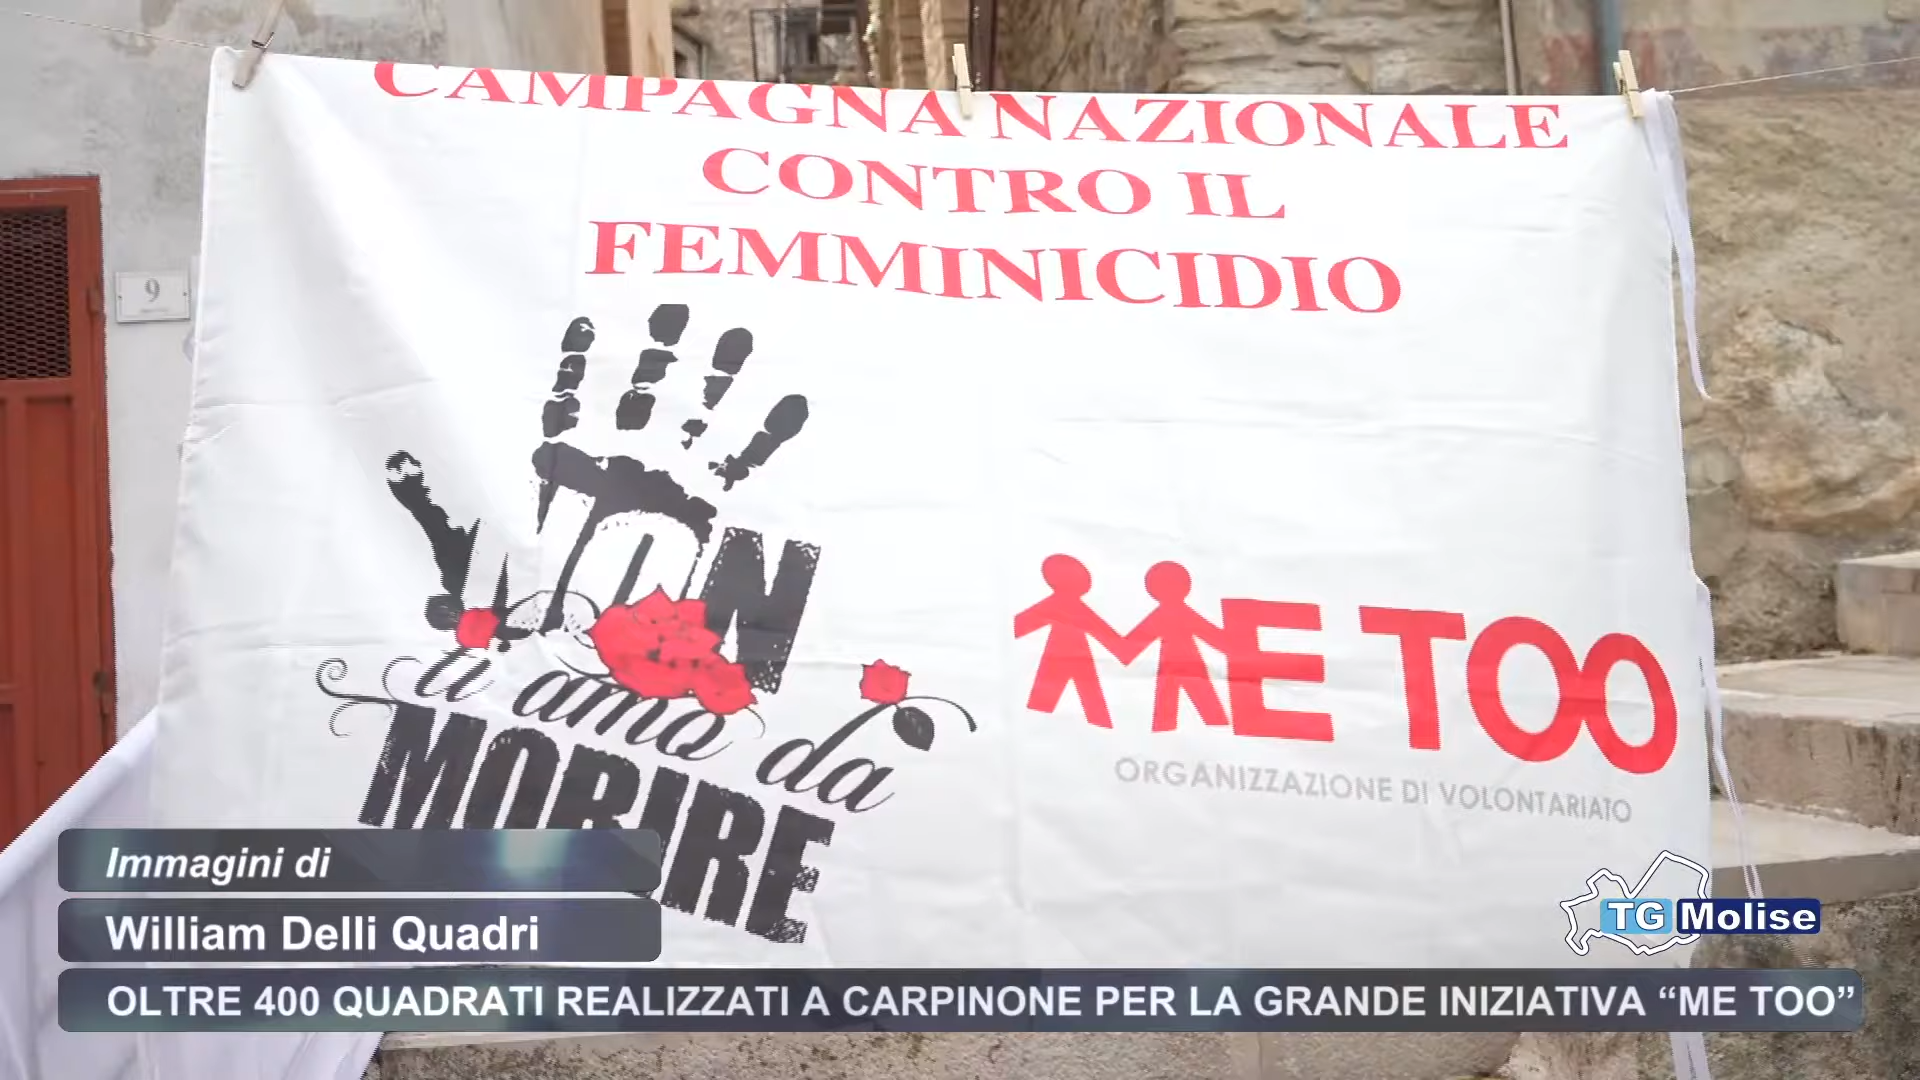 CAMPAGNA NAZIONALE
CONTRO IL
FEMMINICIDIO
9
NON
ti amo da
MORIRE
ME TOO
ORGANIZZAZIONE DI VOLONTARIATO
Immagini di
William Delli Quadri
TG Molise
OLTRE 400 QUADRATI REALIZZATI A CARPINONE PER LA GRANDE INIZIATIVA “ME TOO”